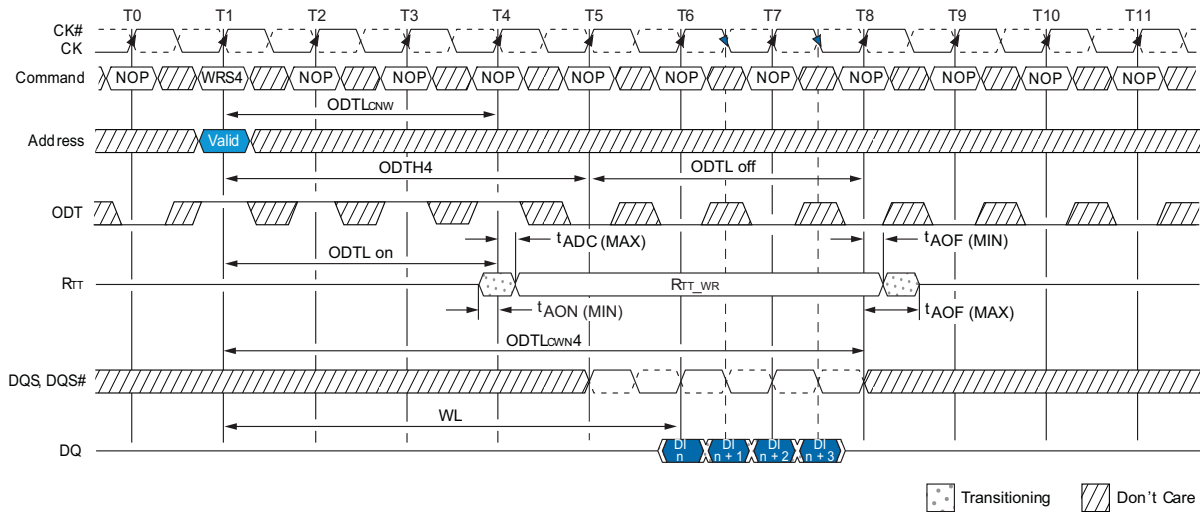 T0 T1 T2 T3 T4 T5 T6 T7 T8 T9 T10 T11
CK#
CK
Command NOP WRS4 NOP NOP NOP NOP NOP NOP NOP NOP NOP NOP
ODTLCNW
Address Valid
ODTH4 ODTL off
ODT
tADC (MAX) tAOF (MIN)
ODTL on
RTT RTT_WR
tAON (MIN) tAOF (MAX)
ODTLCWN4
DQS, DQS#
WL
DQ DI n DI n + 1 DI n + 2 DI n + 3
Transitioning Don't Care